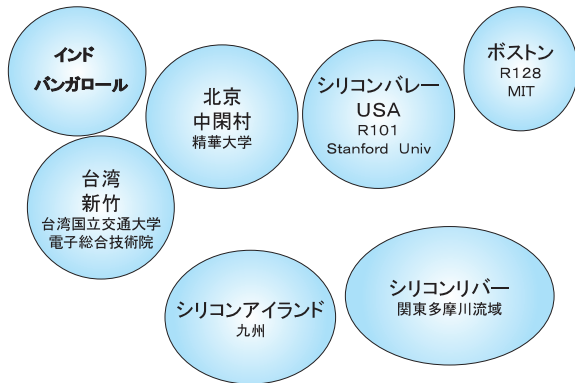 インド
バンガロール
北京
中関村
精華大学
シリコンバレー
USA
R101
Stanford Univ
ボストン
R128
MIT
台湾
新竹
台湾国立交通大学
電子総合技術院
シリコンアイランド
九州
シリコンリバー
関東多摩川流域